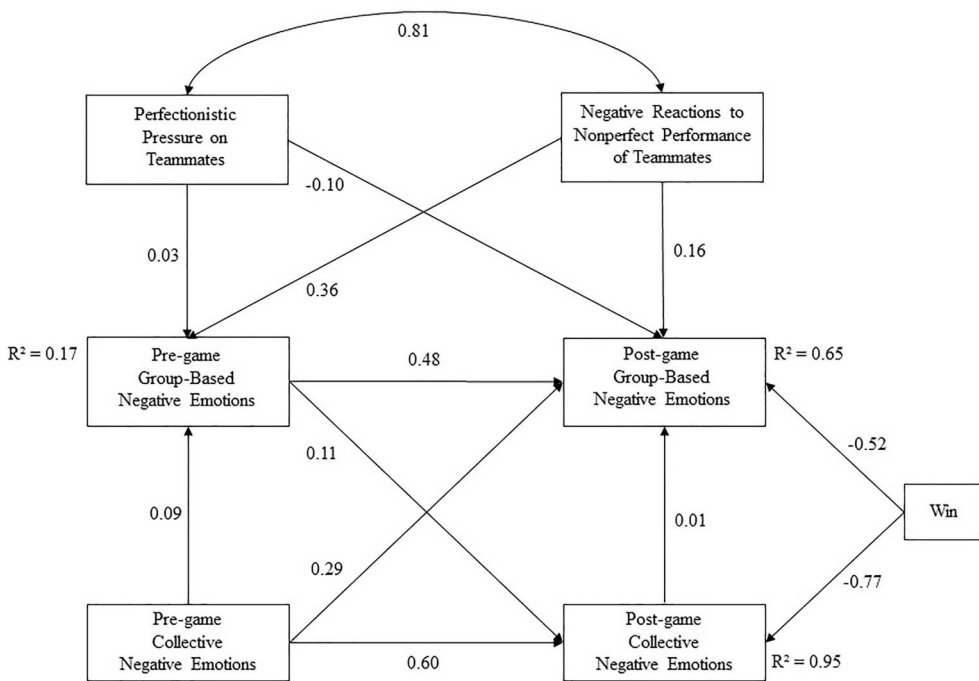 0.81
Perfectionistic
Pressure on
Teammates
Negative Reactions to
Nonperfect Performance
of Teammates
-0.10
0.03
0.16
0.36
R² = 0.17
Pre-game
Group-Based
Negative Emotions
0.48
Post-game
Group-Based
Negative Emotions
R² = 0.65
0.11
-0.52
0.09
0.01
Win
0.29
-0.77
Pre-game
Collective
Negative Emotions
0.60
Post-game
Collective
Negative Emotions
R² = 0.95